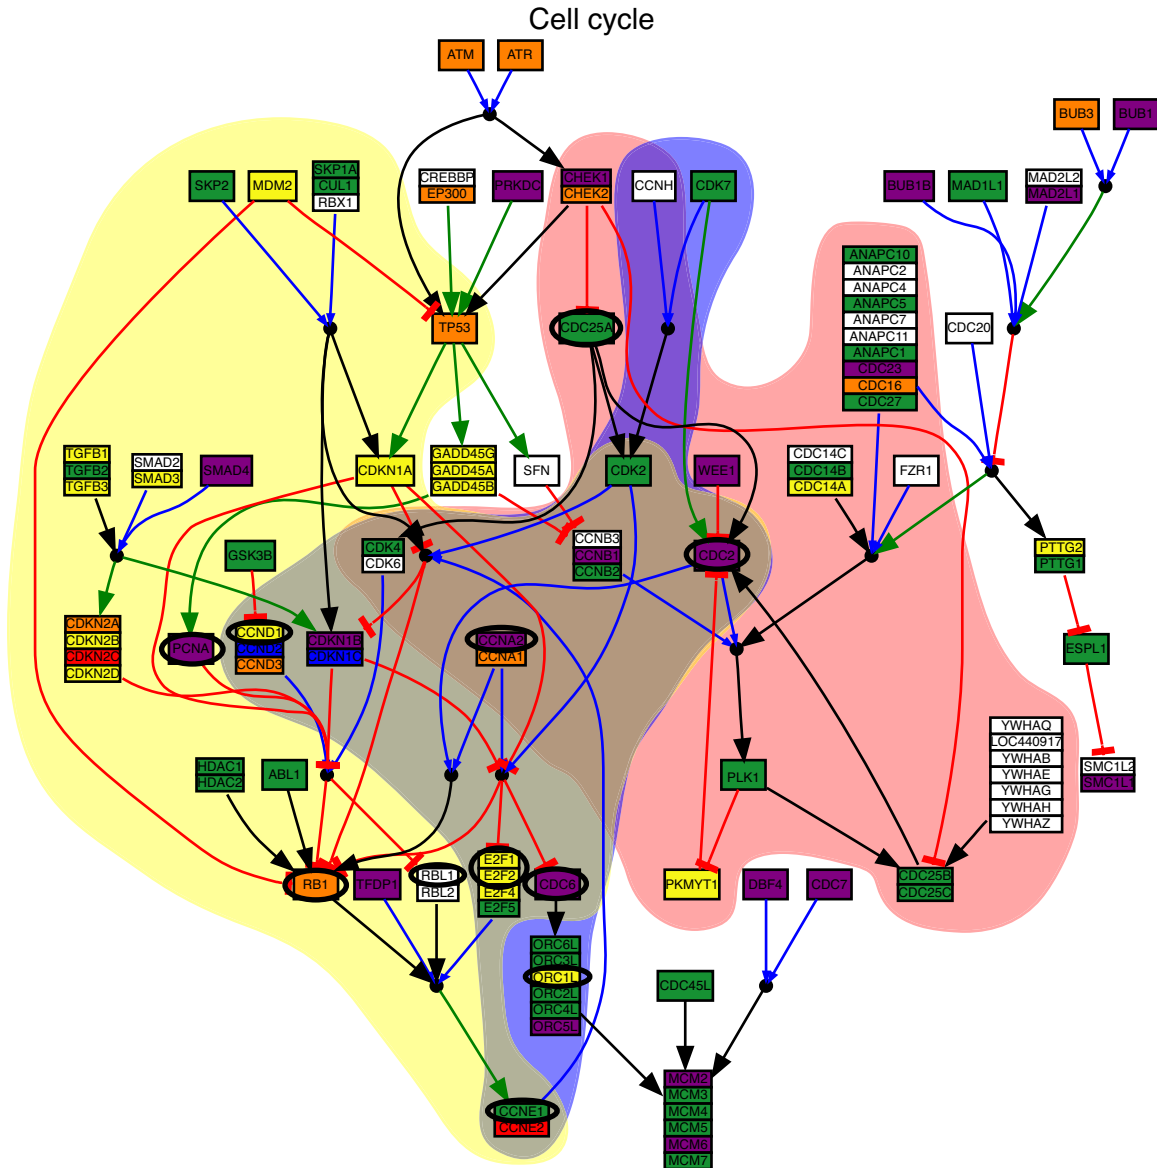 Cell cycle
ATM
ATR
BUB3
BUB1
SKP2
MDM2
SKP1A
CUL1
RBX1
CREBBP
EP300
PRKDC
CHEK1
CHEK2
CCNH
CDK7
BUB1B
MAD1L1
MAD2L2
MAD2L1
ANAPC10
ANAPC2
ANAPC4
ANAPC5
ANAPC7
ANAPC11
ANAPC1
CDC23
CDC16
CDC27
TP53
CDC25A
CDC20
TGFB1
TGFB2
TGFB3
SMAD2
SMAD3
SMAD4
CDKN1A
GADD45G
GADD45A
GADD45B
SFN
CDK2
WEE1
CDC14C
CDC14B
CDC14A
FZR1
GSK3B
CDK4
CDK6
CCNB3
CCNB1
CCNB2
CDC2
PTTG2
PTTG1
CDKN2A
CDKN2B
CDKN2C
CDKN2D
PCNA
CCND1
CCND2
CCND3
CDKN1B
CDKN1C
CCNA2
CCNA1
ESPL1
HDAC1
HDAC2
ABL1
PLK1
YWHAQ
LOC440917
YWHAB
YWHAE
YWHAG
YWHAH
YWHAZ
SMC1L2
SMC1L1
RB1
TFDP1
RBL1
RBL2
E2F1
E2F2
E2F4
E2F5
CDC6
PKMYT1
DBF4
CDC7
CDC25B
CDC25C
ORC6L
ORC3L
ORC1L
ORC2L
ORC4L
ORC5L
CDC45L
MCM2
MCM3
MCM4
MCM5
MCM6
MCM7
CCNE1
CCNE2